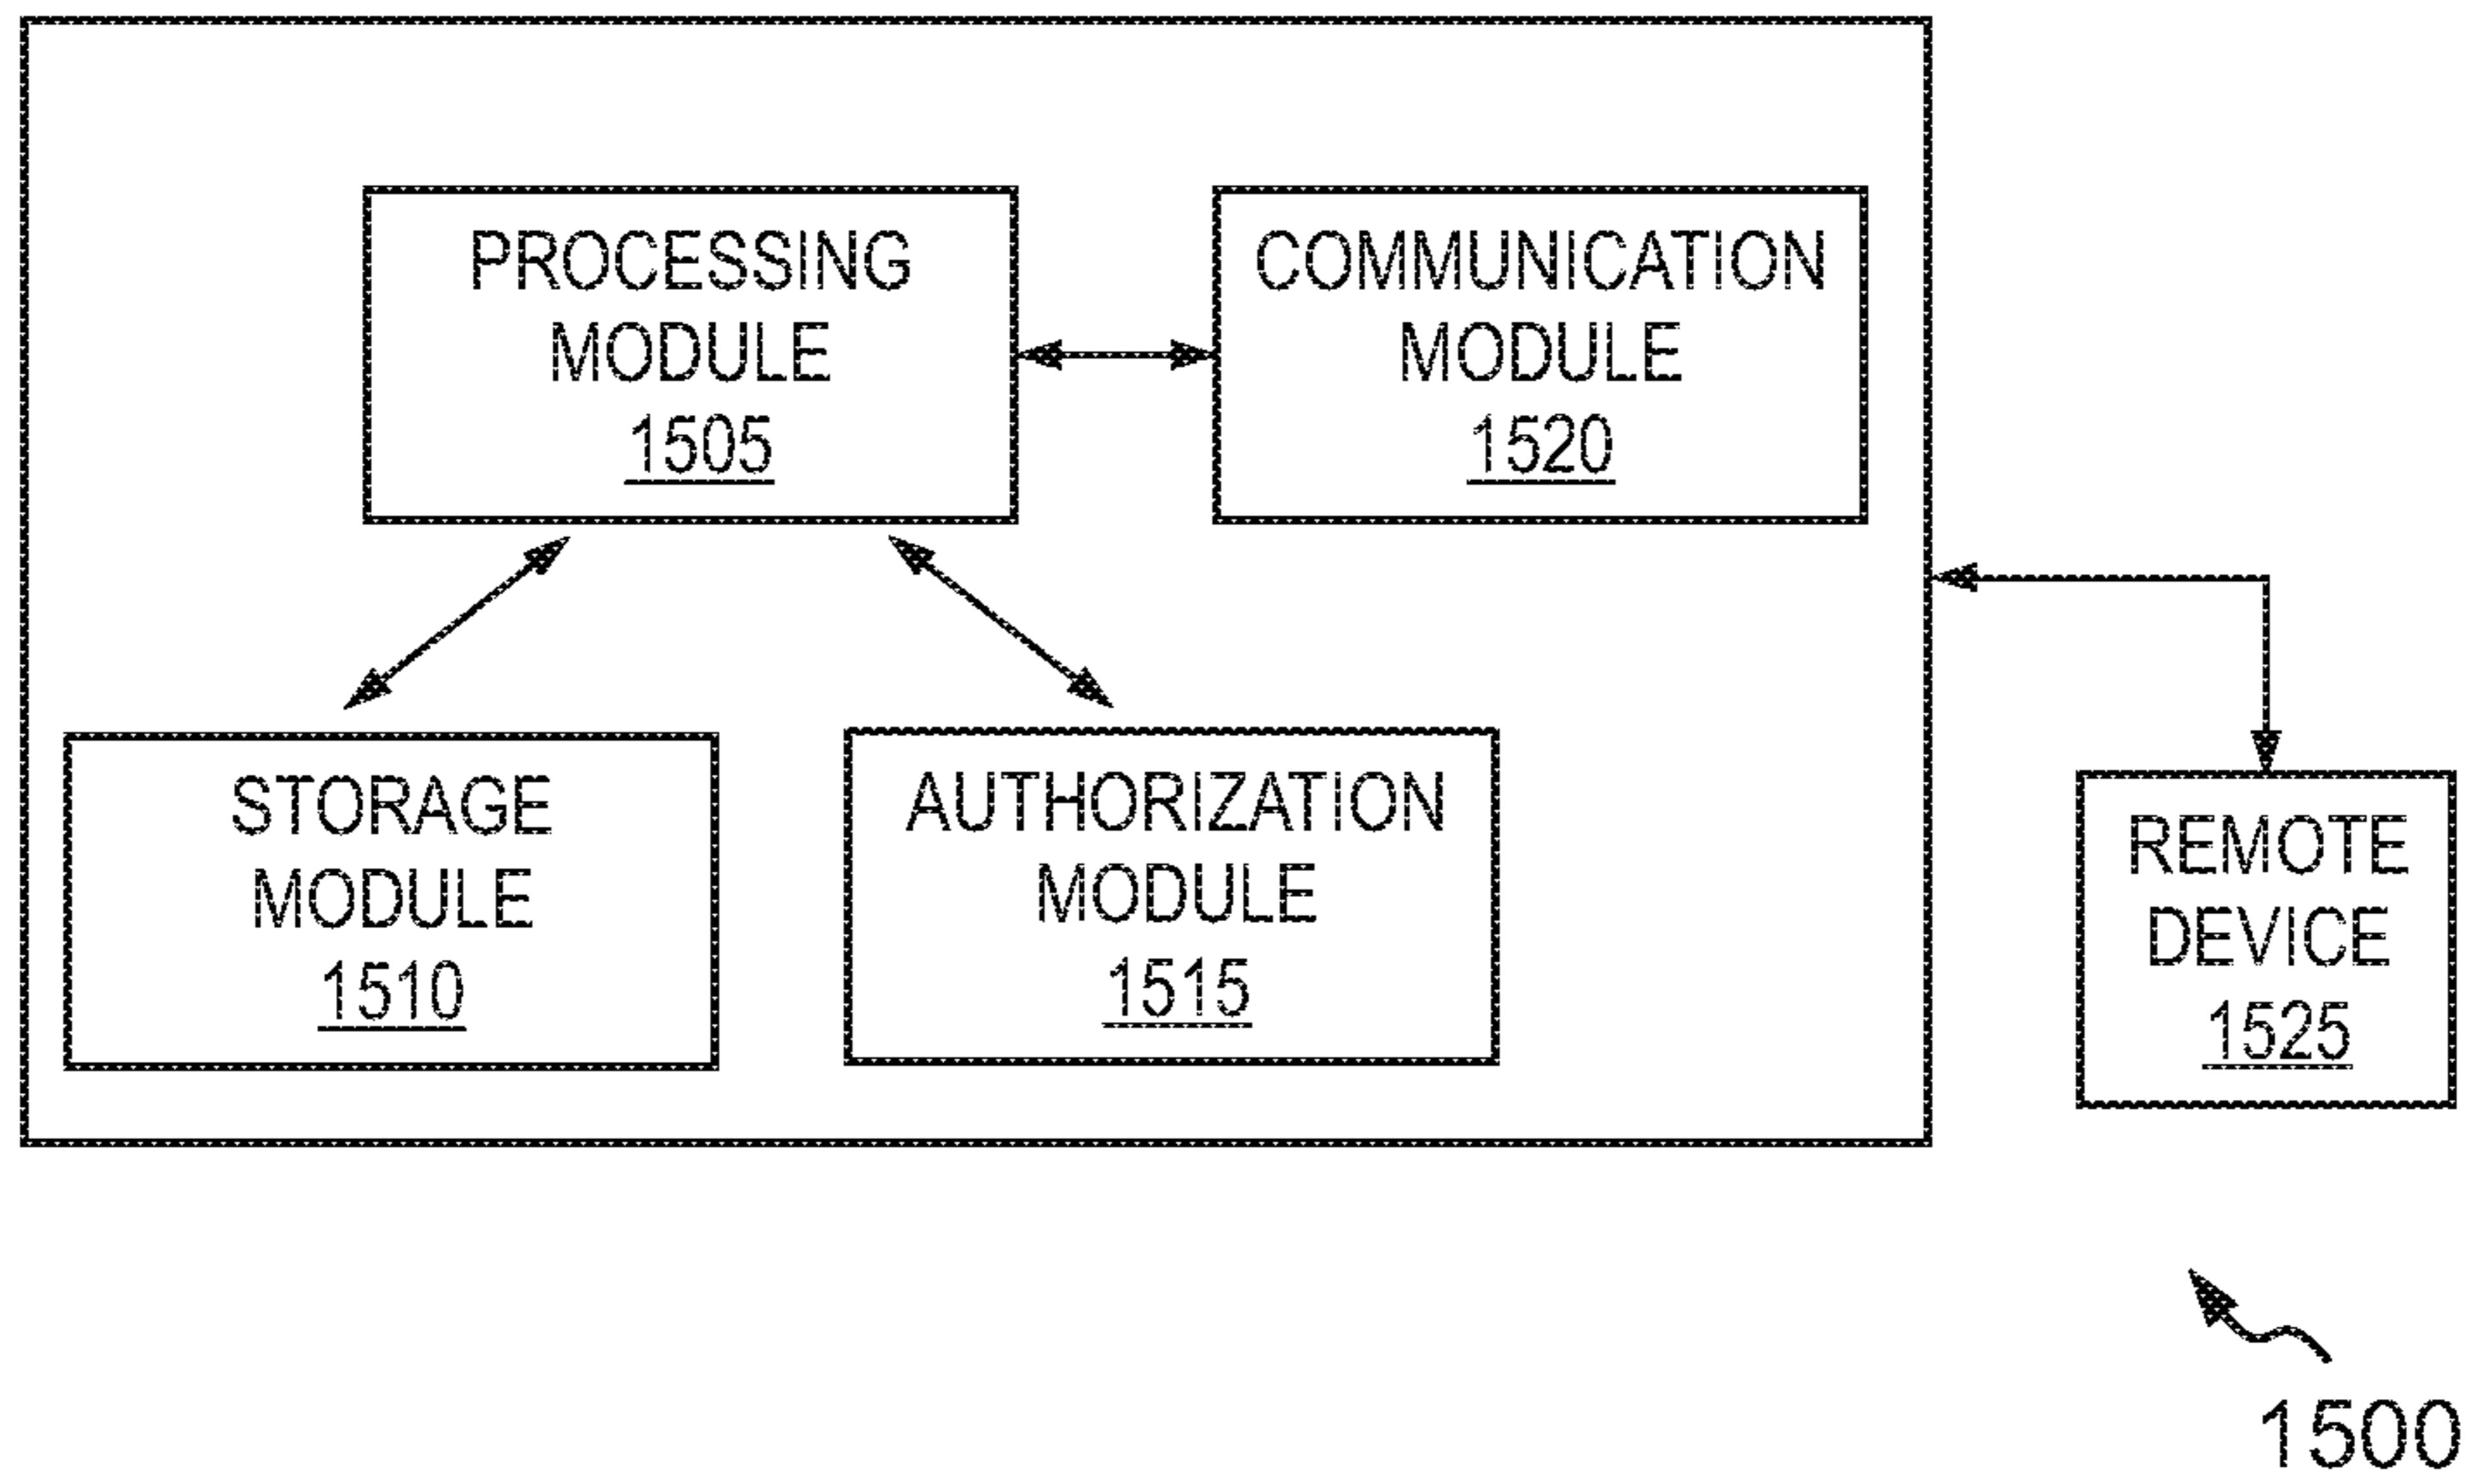 PROCESSING
MODULE
1505
COMMUNICATION
MODULE
1520
STORAGE
MODULE
1510
AUTHORIZATION
MODULE
1515
REMOTE
DEVICE
1525
1500